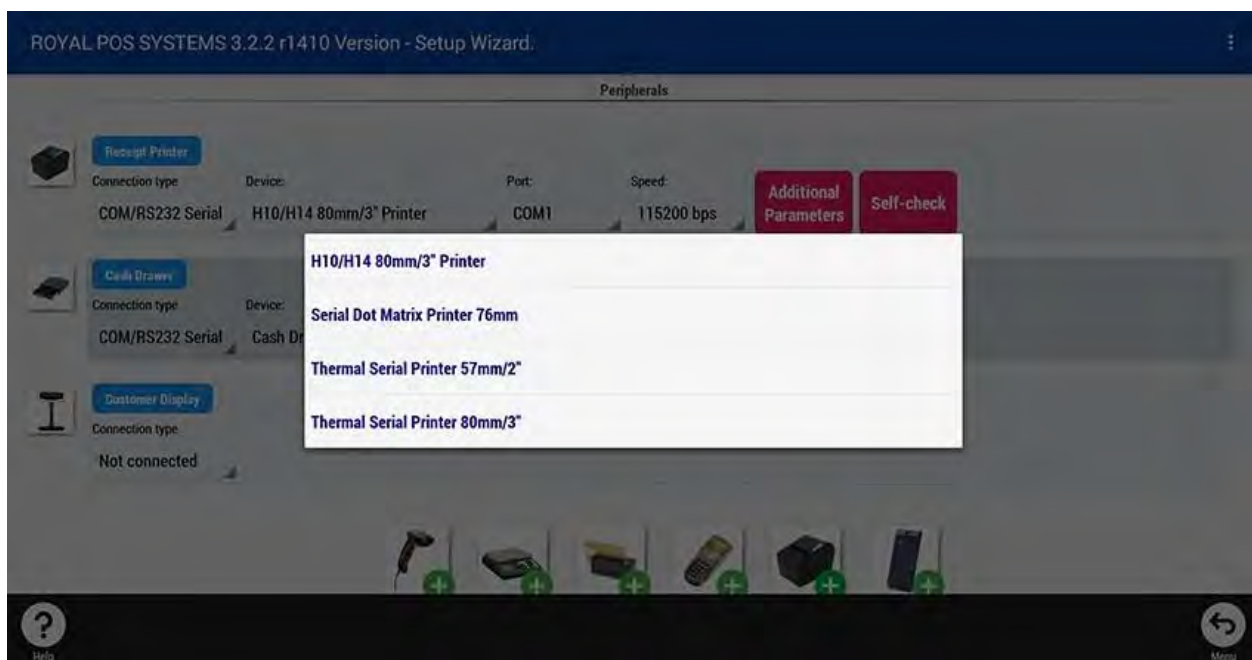 ROYAL POS SYSTEMS 3.2.2 r1410 Version - Setup Wizard.
Peripherals
Receipt Printer
Connection type
Device:
Port:
Speed:
COM/RS232 Serial
H10/H14 80mm/3" Printer
COM1
115200 bps
Additional
Parameters
Self-check
H10/H14 80mm/3" Printer
Cash Drawer
Connection type
Device:
Serial Dot Matrix Printer 76mm
COM/RS232 Serial
Cash Dr
Thermal Serial Printer 57mm/2"
Customer Display
Connection type
Thermal Serial Printer 80mm/3"
Not connected
Help
Menu